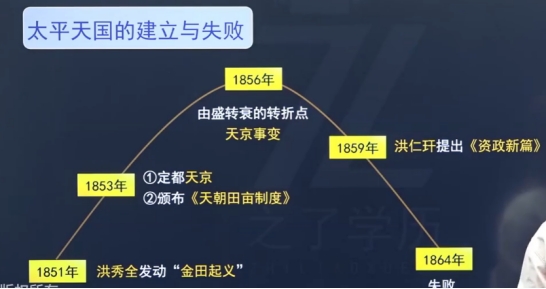 太平天国的建立与失败
1856年
由盛转衰的转折点
天京事变
1859年 洪仁玕提出《资政新篇》
1853年 ①定都天京
②颁布《天朝田亩制度》
1864年
失败
1851年 洪秀全发动“金田起义”
之了学历
版权所有